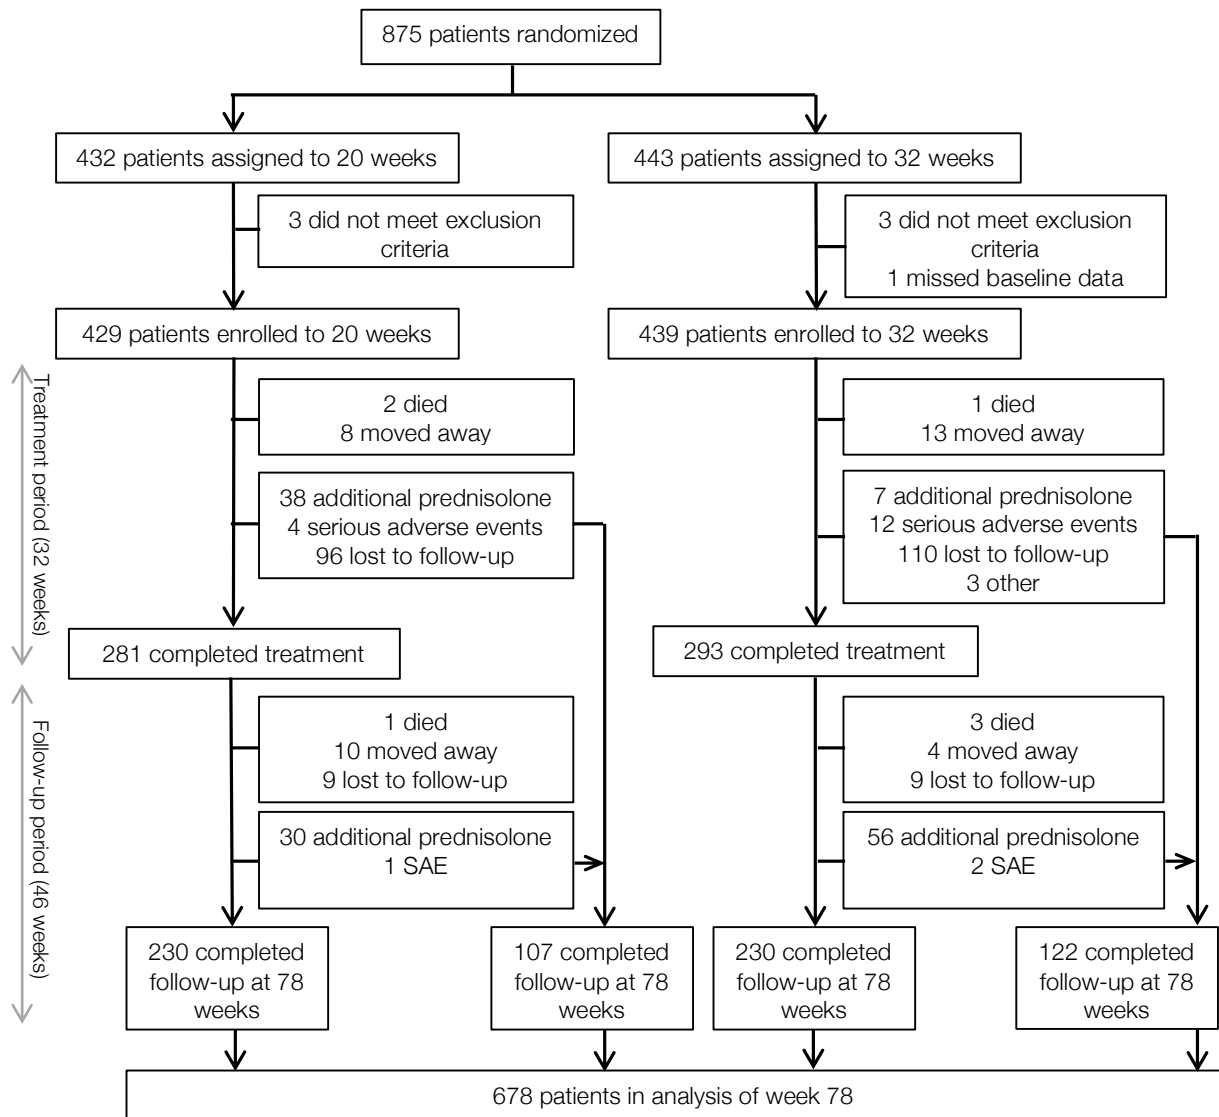 875 patients randomized
432 patients assigned to 20 weeks
443 patients assigned to 32 weeks
3 did not meet exclusion
criteria
3 did not meet exclusion
criteria
1 missed baseline data
429 patients enrolled to 20 weeks
439 patients enrolled to 32 weeks
Treatment period (32 weeks)
2 died
8 moved away
1 died
13 moved away
38 additional prednisolone
4 serious adverse events
96 lost to follow-up
7 additional prednisolone
12 serious adverse events
110 lost to follow-up
3 other
281 completed treatment
293 completed treatment
Follow-up period (46 weeks)
1 died
10 moved away
9 lost to follow-up
3 died
4 moved away
9 lost to follow-up
30 additional prednisolone
1 SAE
56 additional prednisolone
2 SAE
230 completed
follow-up at 78
weeks
107 completed
follow-up at 78
weeks
230 completed
follow-up at 78
weeks
122 completed
follow-up at 78
weeks
678 patients in analysis of week 78